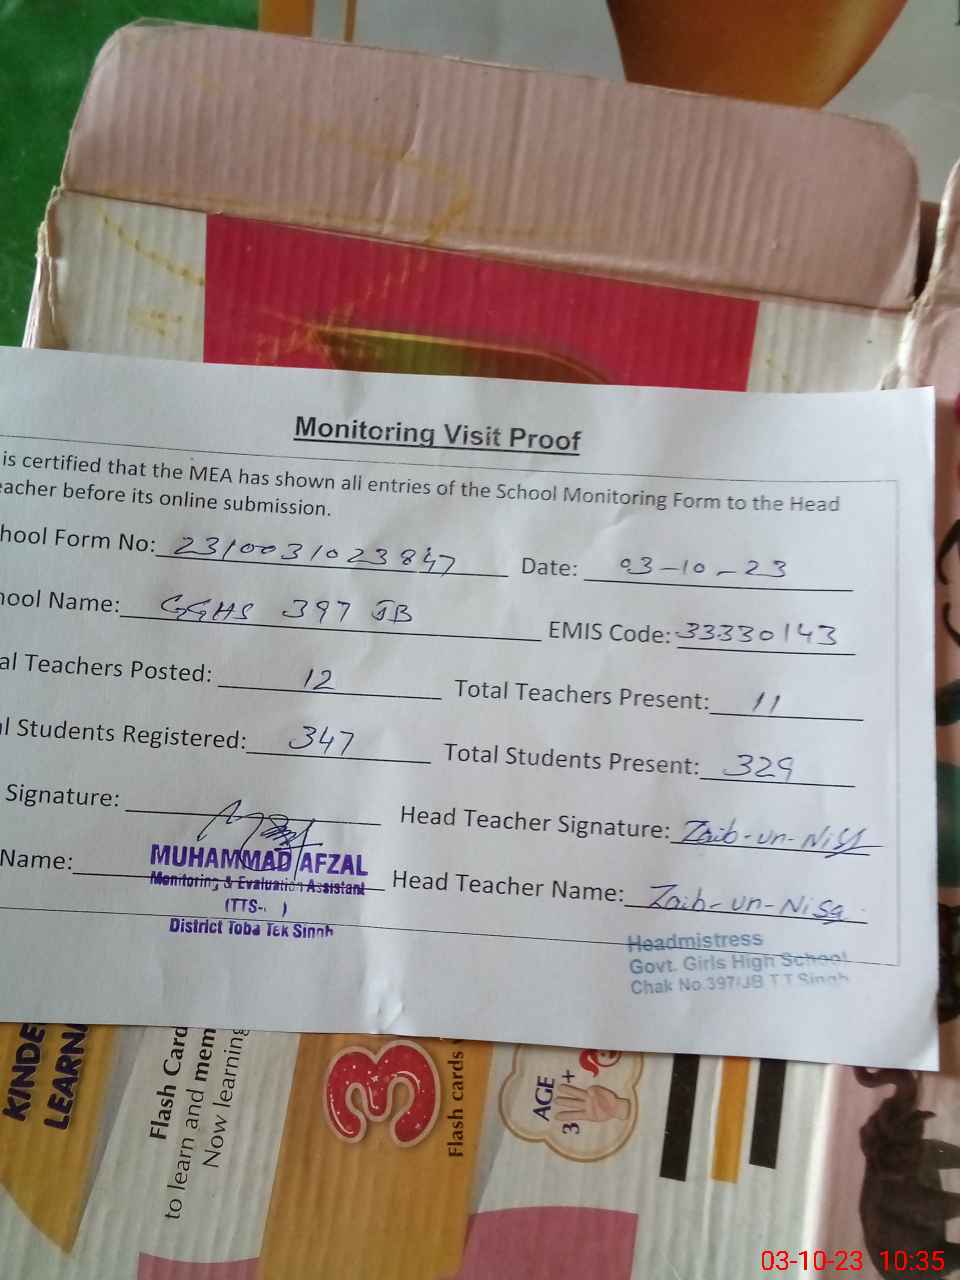 Monitoring Visit Proof
is certified that the MEA has shown all entries of the School Monitoring Form to the Head
eacher before its online submission.
hool Form No: 2310031023847 Date: 03-10-23
hool Name: GGHS 397 JB EMIS Code: 33330143
al Teachers Posted: 12 Total Teachers Present: 11
l Students Registered: 347 Total Students Present: 329
Signature: Head Teacher Signature: Zaib-un-Nisa
Name: MUHAMMAD AFZAL Head Teacher Name: Zaib-un-Nisa
Monitoring & Evaluation Assistant
(TTS- )
District Toba Tek Singh
Headmistress
Govt. Girls High School
Chak No.397/JB T.T.Singh
KINDE
LEARNA
Flash Card
to learn and mem
Now learning
3
Flash cards
AGE
3+
03-10-23 10:35